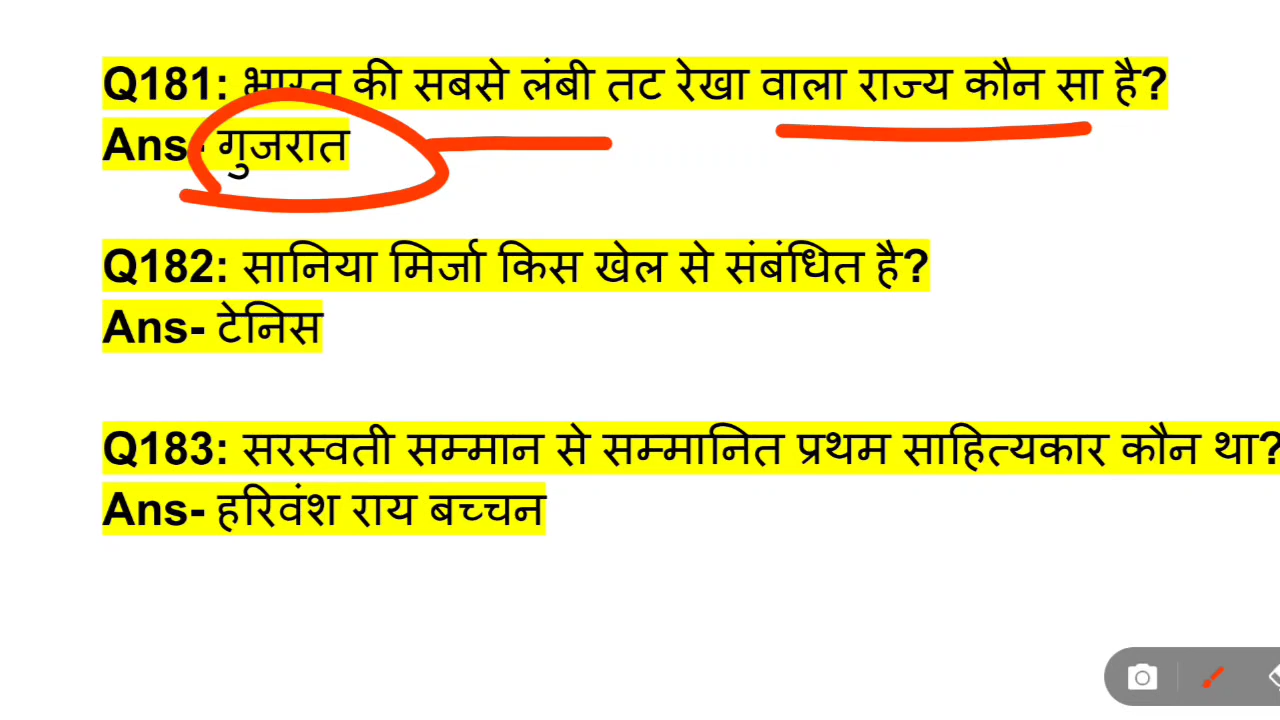 Q181: भारत की सबसे लंबी तट रेखा वाला राज्य कौन सा है?
Ans- गुजरात
Q182: सानिया मिर्जा किस खेल से संबंधित है?
Ans- टेनिस
Q183: सरस्वती सम्मान से सम्मानित प्रथम साहित्यकार कौन था?
Ans- हरिवंश राय बच्चन